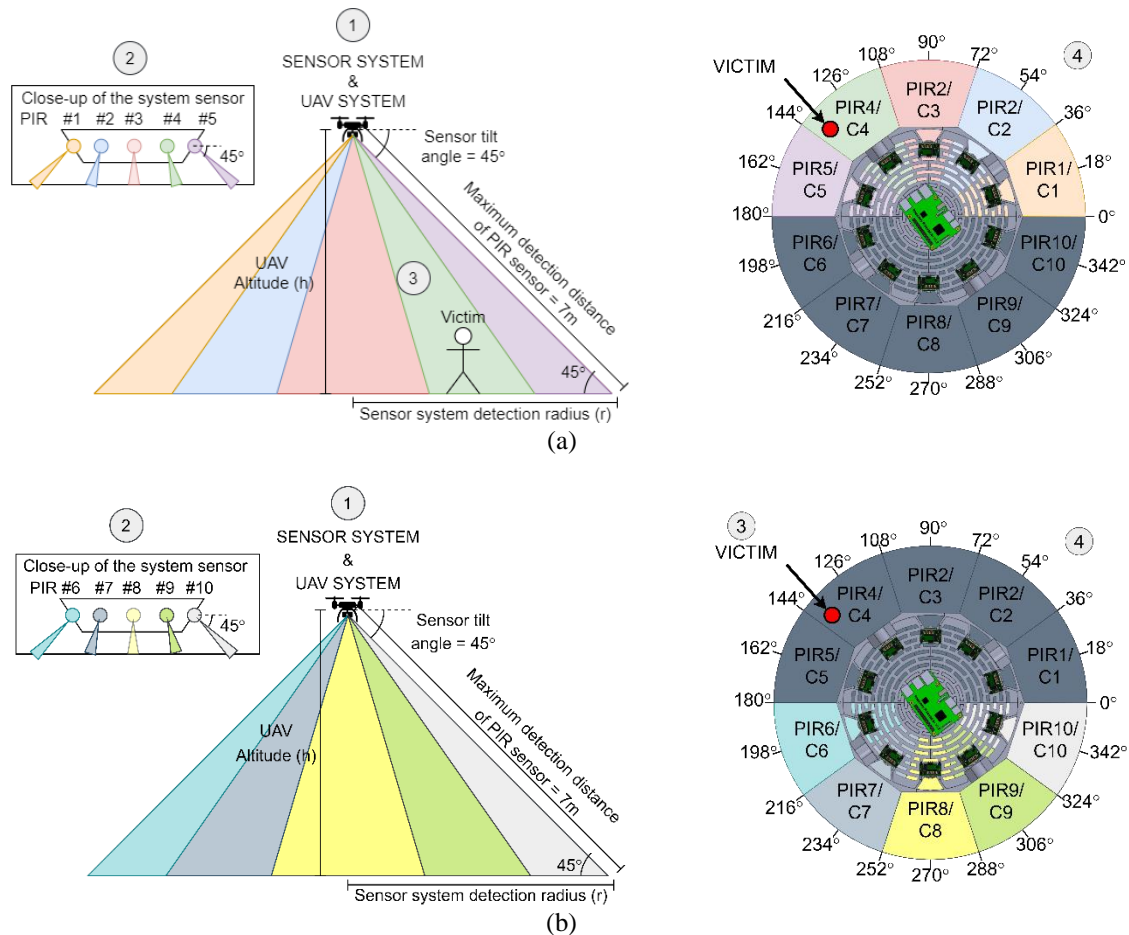 1
SENSOR SYSTEM
&
UAV SYSTEM
2
Close-up of the system sensor
PIR #1 #2 #3 #4 #5
45°
Sensor tilt
angle = 45°
Maximum detection distance
of PIR sensor = 7m
UAV
Altitude (h)
3
Victim
45°
Sensor system detection radius (r)
4
VICTIM
90°
108°
72°
126°
54°
144°
36°
162°
18°
180°
0°
198°
342°
216°
324°
234°
306°
252°
288°
270°
PIR4/
C4
PIR2/
C3
PIR2/
C2
PIR5/
C5
PIR1/
C1
PIR6/
C6
PIR10/
C10
PIR7/
C7
PIR8/
C8
PIR9/
C9
(a)
1
SENSOR SYSTEM
&
UAV SYSTEM
2
Close-up of the system sensor
PIR #6 #7 #8 #9 #10
45°
Sensor tilt
angle = 45°
Maximum detection distance
of PIR sensor = 7m
UAV
Altitude (h)
45°
Sensor system detection radius (r)
3
VICTIM
4
90°
108°
72°
126°
54°
144°
36°
162°
18°
180°
0°
198°
342°
216°
324°
234°
306°
252°
288°
270°
PIR4/
C4
PIR2/
C3
PIR2/
C2
PIR5/
C5
PIR1/
C1
PIR6/
C6
PIR10/
C10
PIR7/
C7
PIR8/
C8
PIR9/
C9
(b)